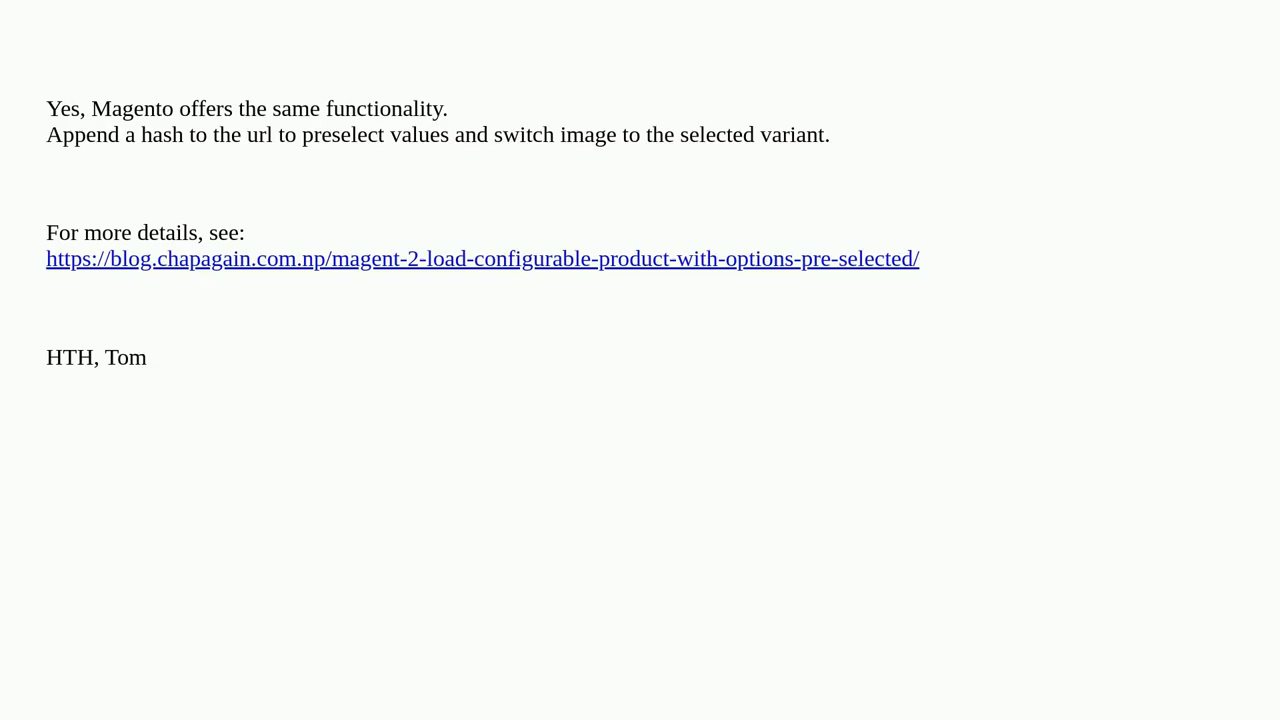 Yes, Magento offers the same functionality.
Append a hash to the url to preselect values and switch image to the selected variant.
For more details, see:
https://blog.chapagain.com.np/magent-2-load-configurable-product-with-options-pre-selected/
HTH, Tom